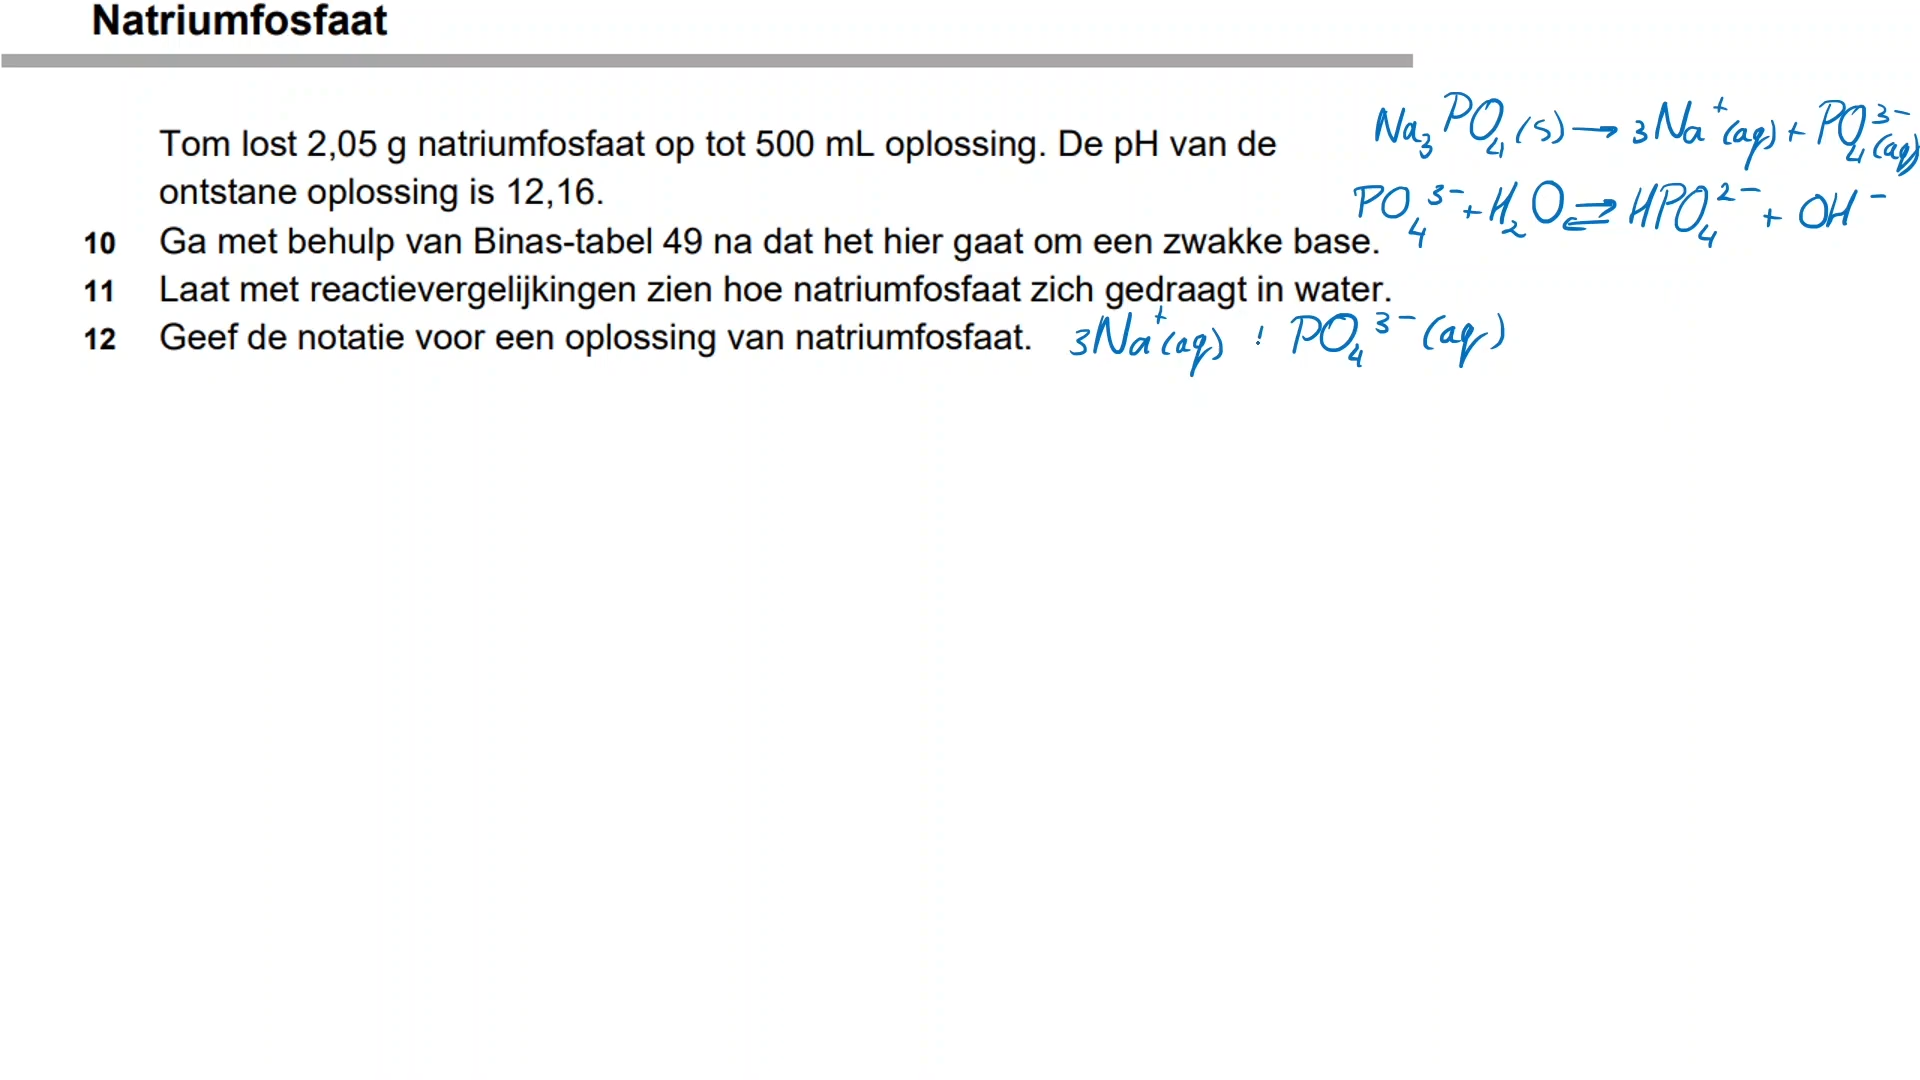 Natriumfosfaat
Tom lost 2,05 g natriumfosfaat op tot 500 mL oplossing. De pH van de
ontstane oplossing is 12,16.
Na₃PO₄(s) → 3Na⁺(aq) + PO₄³⁻(aq)
PO₄³⁻ + H₂O ⇌ HPO₄²⁻ + OH⁻
10 Ga met behulp van Binas-tabel 49 na dat het hier gaat om een zwakke base.
11 Laat met reactievergelijkingen zien hoe natriumfosfaat zich gedraagt in water.
12 Geef de notatie voor een oplossing van natriumfosfaat. 3Na⁺(aq) ! PO₄³⁻(aq)